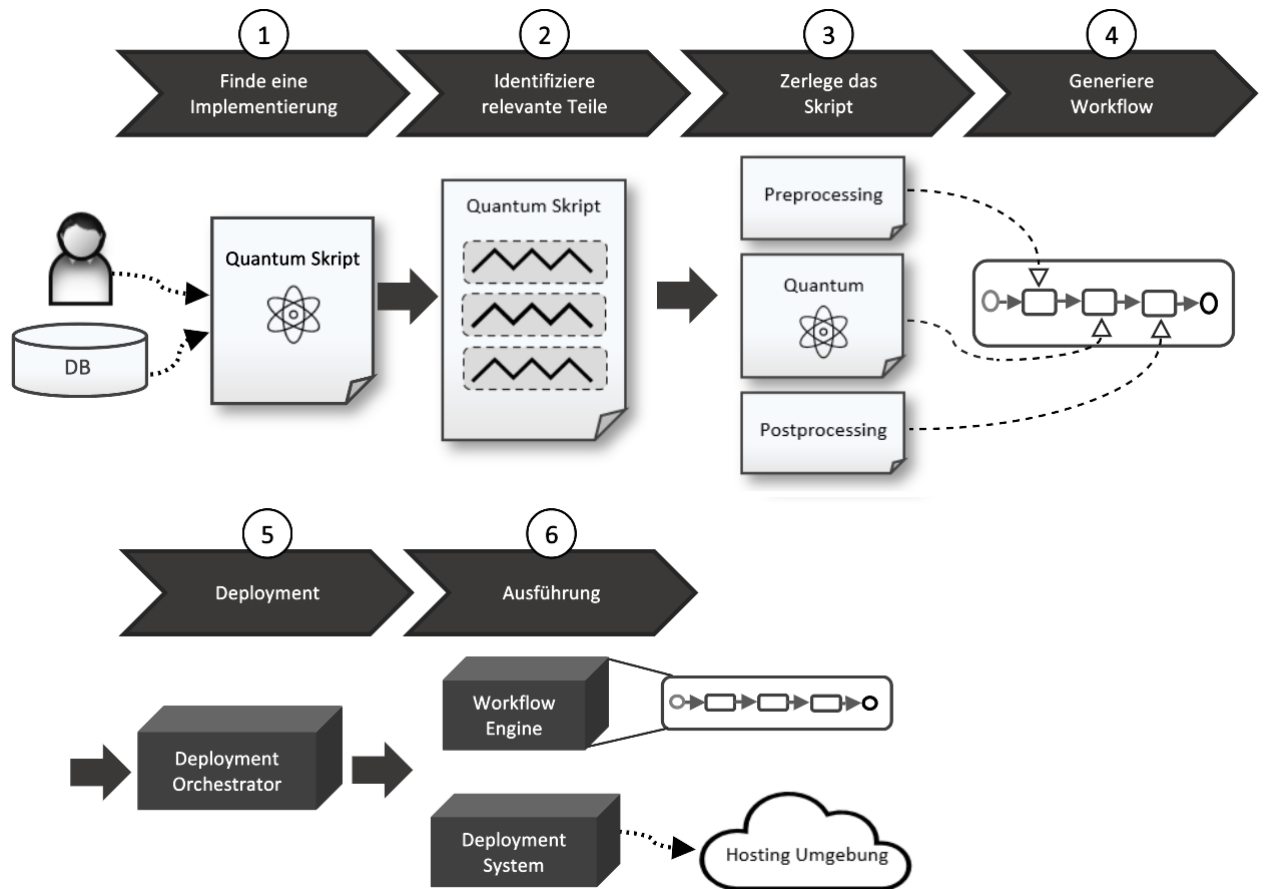 1
2
3
4
Finde eine
Implementierung
Identifiziere
relevante Teile
Zerlege das
Skript
Generiere
Workflow
Quantum Skript
DB
Quantum Skript
Preprocessing
Quantum
Postprocessing
5
6
Deployment
Ausführung
Deployment
Orchestrator
Workflow
Engine
Deployment
System
Hosting Umgebung